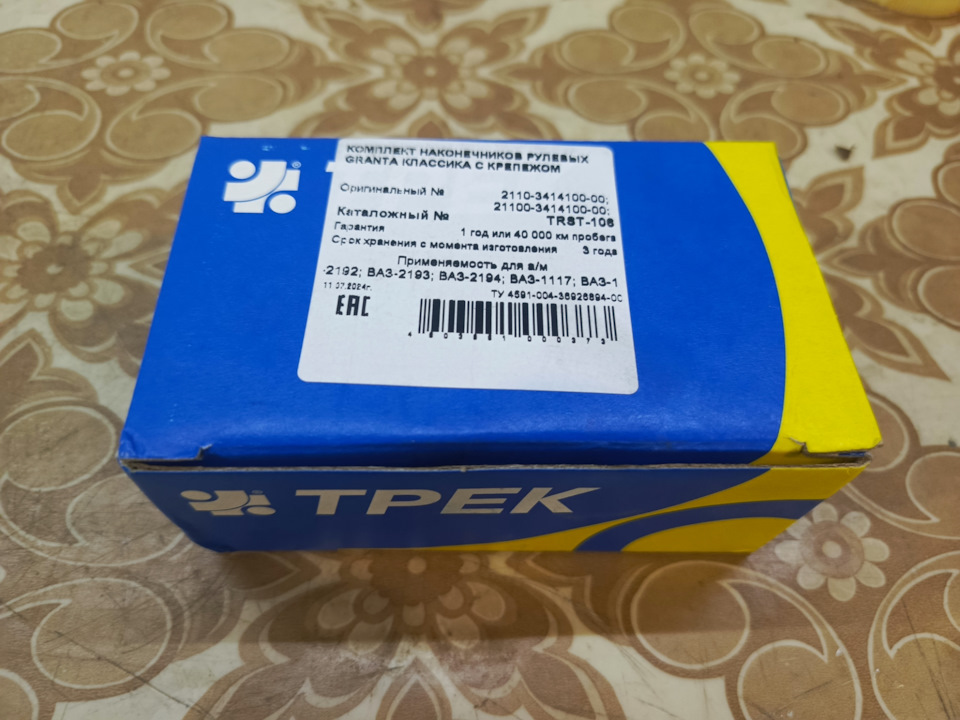 Т
КОМПЛЕКТ НАКОНЕЧНИКОВ РУЛЕВЫХ
GRANTA КЛАССИКА С КРЕПЕЖОМ
Оригинальный № 2110-3414100-00;
21100-3414100-00;
Каталожный № TRST-106
Гарантия 1 год или 40 000 км пробега
Срок хранения с момента изготовления 3 года
Применяемость для а/м
-2192; ВАЗ-2193; ВАЗ-2194; ВАЗ-1117; ВАЗ-1
11.07.2024г.
ТУ 4591-004-36926894-0
ЕАС
ТРЕК